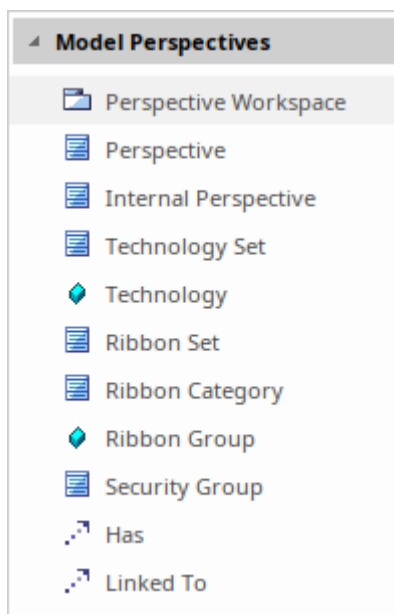 Model Perspectives
Perspective Workspace
Perspective
Internal Perspective
Technology Set
Technology
Ribbon Set
Ribbon Category
Ribbon Group
Security Group
Has
Linked To